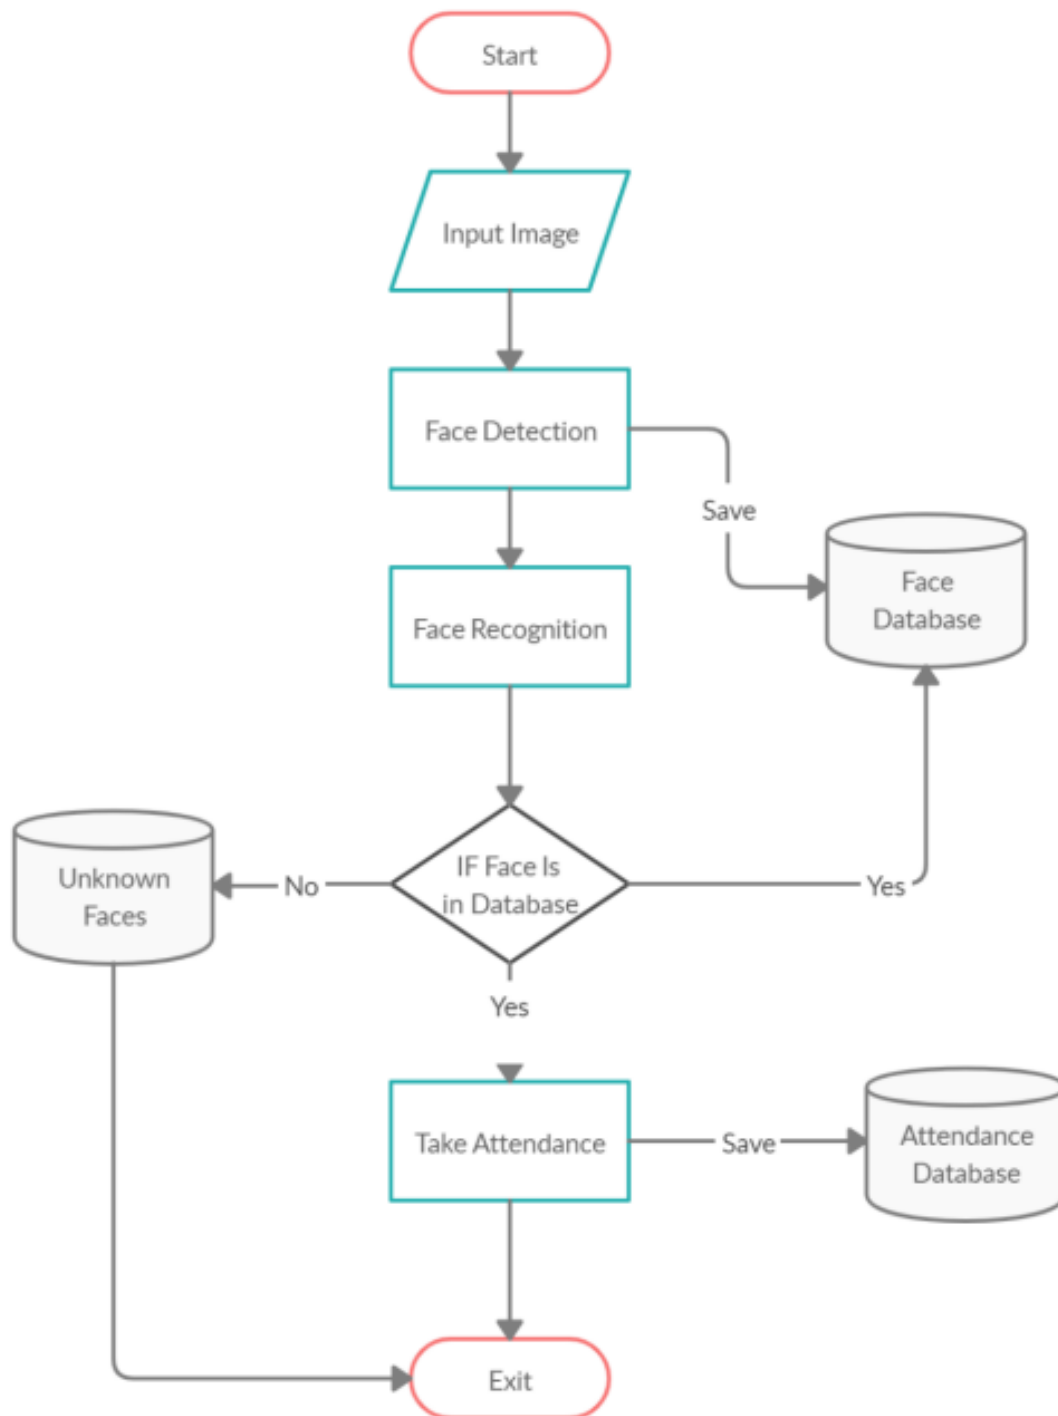 Start
Input Image
Face Detection
Save
Face
Database
Face Recognition
IF Face Is
in Database
No
Unknown
Faces
Yes
Yes
Take Attendance
Save
Attendance
Database
Exit